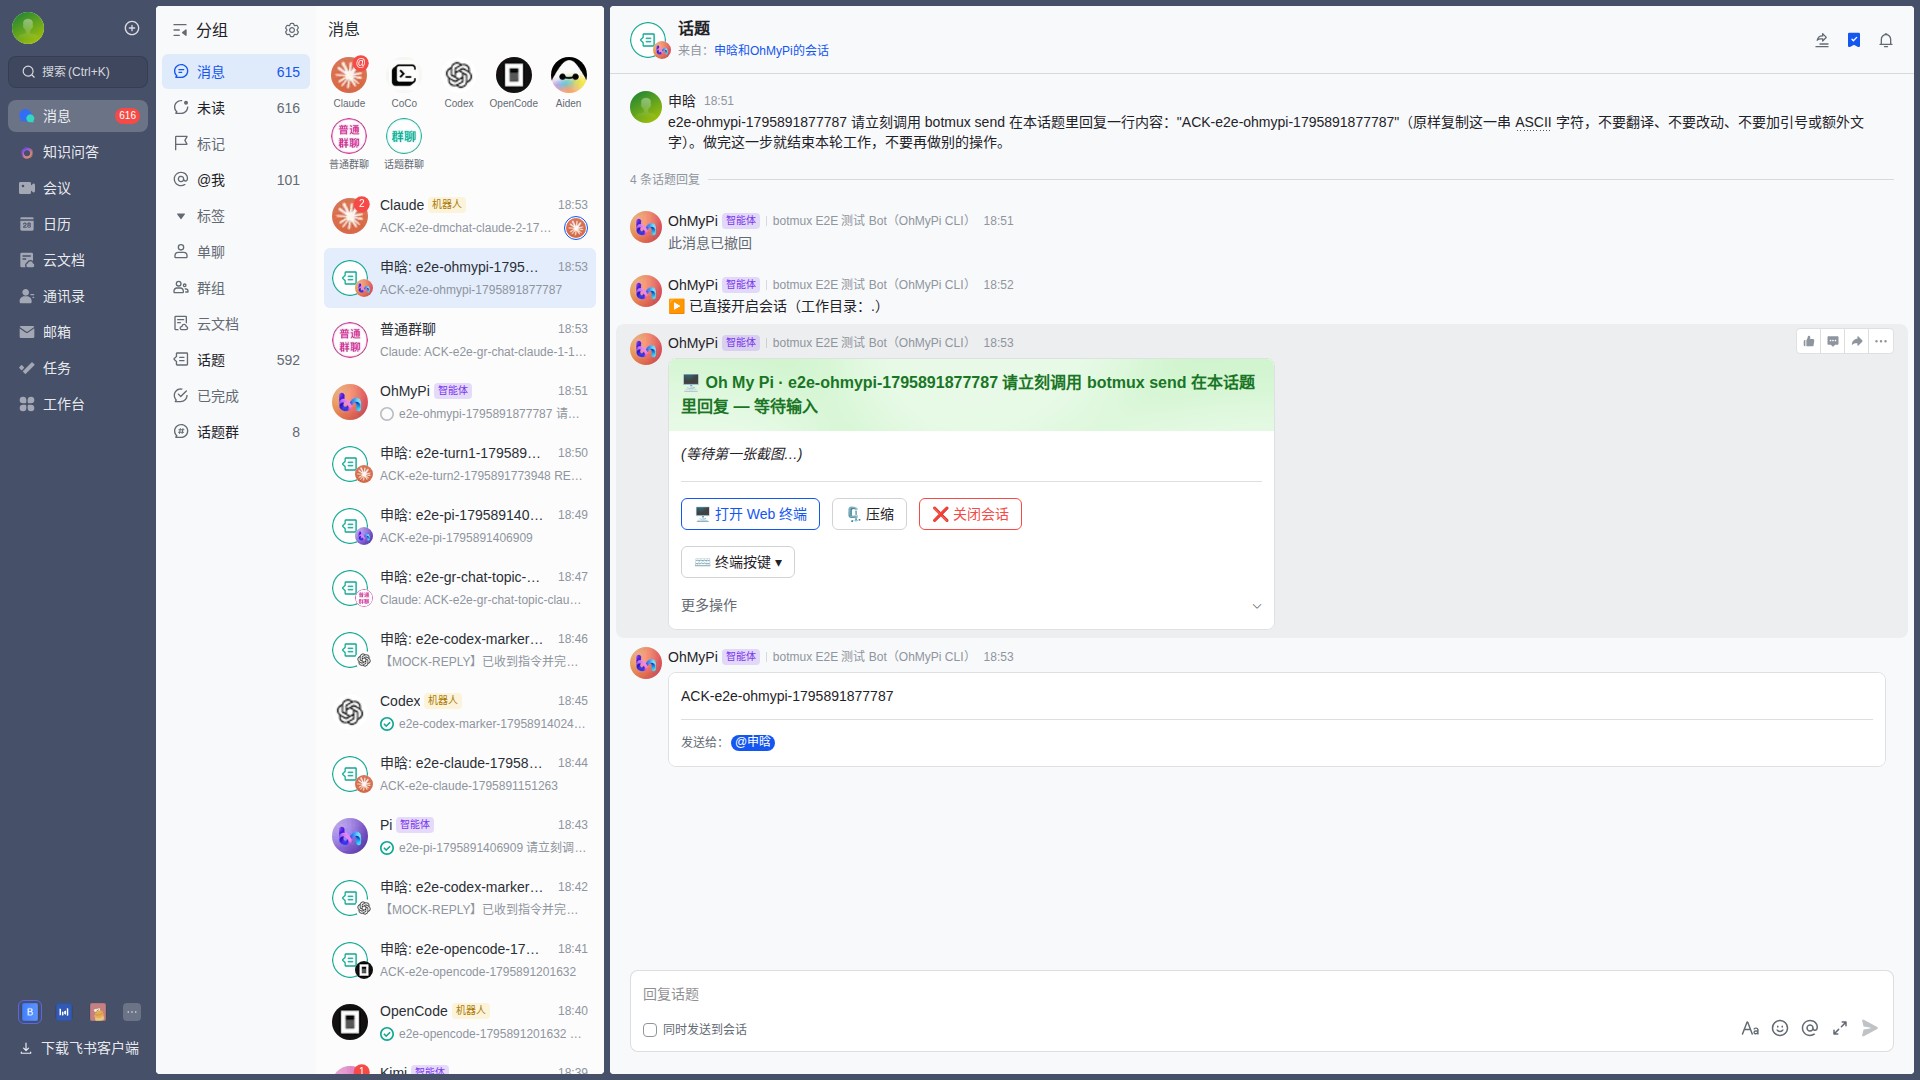 搜索 (Ctrl+K)
消息
616
知识问答
会议
日历
云文档
通讯录
邮箱
任务
工作台
B
下载飞书客户端
分组
消息
615
未读
616
标记
@我
101
标签
单聊
群组
云文档
话题
592
已完成
话题群
8
消息
@
Claude
CoCo
Codex
OpenCode
Aiden
普通
群聊
普通群聊
群聊
话题群聊
2
Claude 机器人 18:53
ACK-e2e-dmchat-claude-2-17…
申晗: e2e-ohmypi-1795… 18:53
ACK-e2e-ohmypi-1795891877787
普通
群聊
普通群聊 18:53
Claude: ACK-e2e-gr-chat-claude-1-1…
OhMyPi 智能体 18:51
e2e-ohmypi-1795891877787 请…
申晗: e2e-turn1-179589… 18:50
ACK-e2e-turn2-1795891773948 RE…
申晗: e2e-pi-179589140… 18:49
ACK-e2e-pi-1795891406909
申晗: e2e-gr-chat-topic-… 18:47
Claude: ACK-e2e-gr-chat-topic-clau…
普通
群聊
申晗: e2e-codex-marker… 18:46
【MOCK-REPLY】已收到指令并完…
Codex 机器人 18:45
e2e-codex-marker-17958914024…
申晗: e2e-claude-17958… 18:44
ACK-e2e-claude-1795891151263
Pi 智能体 18:43
e2e-pi-1795891406909 请立刻调…
申晗: e2e-codex-marker… 18:42
【MOCK-REPLY】已收到指令并完…
申晗: e2e-opencode-17… 18:41
ACK-e2e-opencode-1795891201632
OpenCode 机器人 18:40
e2e-opencode-1795891201632 …
1
Kimi 智能体 18:39
话题
来自：申晗和OhMyPi的会话
申晗 18:51
e2e-ohmypi-1795891877787 请立刻调用 botmux send 在本话题里回复一行内容："ACK-e2e-ohmypi-1795891877787"（原样复制这一串 ASCII 字符，不要翻译、不要改动、不要加引号或额外文
字）。做完这一步就结束本轮工作，不要再做别的操作。
4 条话题回复
OhMyPi 智能体 botmux E2E 测试 Bot（OhMyPi CLI） 18:51
此消息已撤回
OhMyPi 智能体 botmux E2E 测试 Bot（OhMyPi CLI） 18:52
▶️ 已直接开启会话（工作目录：.）
OhMyPi 智能体 botmux E2E 测试 Bot（OhMyPi CLI） 18:53
🖥️ Oh My Pi · e2e-ohmypi-1795891877787 请立刻调用 botmux send 在本话题
里回复 — 等待输入
(等待第一张截图…)
🖥️ 打开 Web 终端
🗜️ 压缩
❌ 关闭会话
⌨️ 终端按键 ▾
更多操作
OhMyPi 智能体 botmux E2E 测试 Bot（OhMyPi CLI） 18:53
ACK-e2e-ohmypi-1795891877787
发送给：@申晗
回复话题
同时发送到会话
Aa